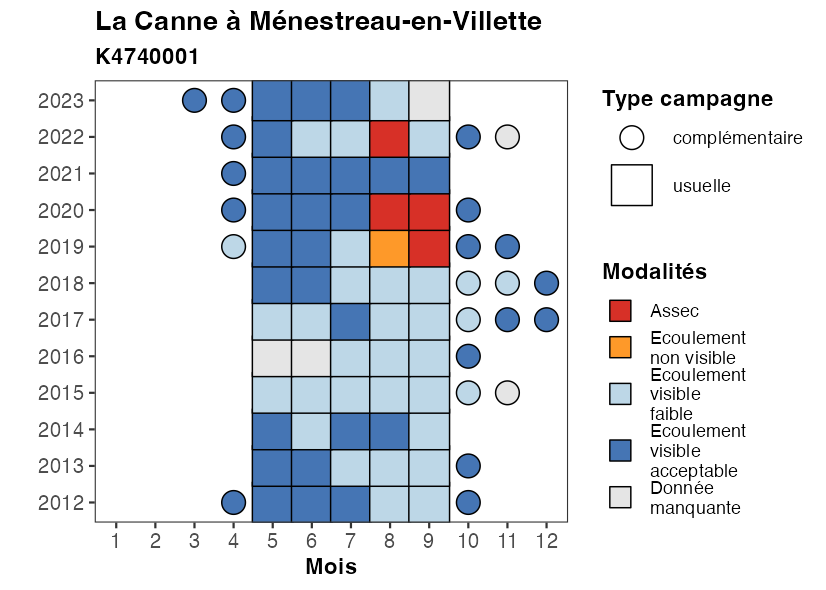 La Canne à Ménestreau-en-Villette
K4740001
2023
2022
2021
2020
2019
2018
2017
2016
2015
2014
2013
2012
1 2 3 4 5 6 7 8 9 10 11 12
Mois
Type campagne
complémentaire
usuelle
Modalités
Assec
Ecoulement
non visible
Ecoulement
visible
faible
Ecoulement
visible
acceptable
Donnée
manquante